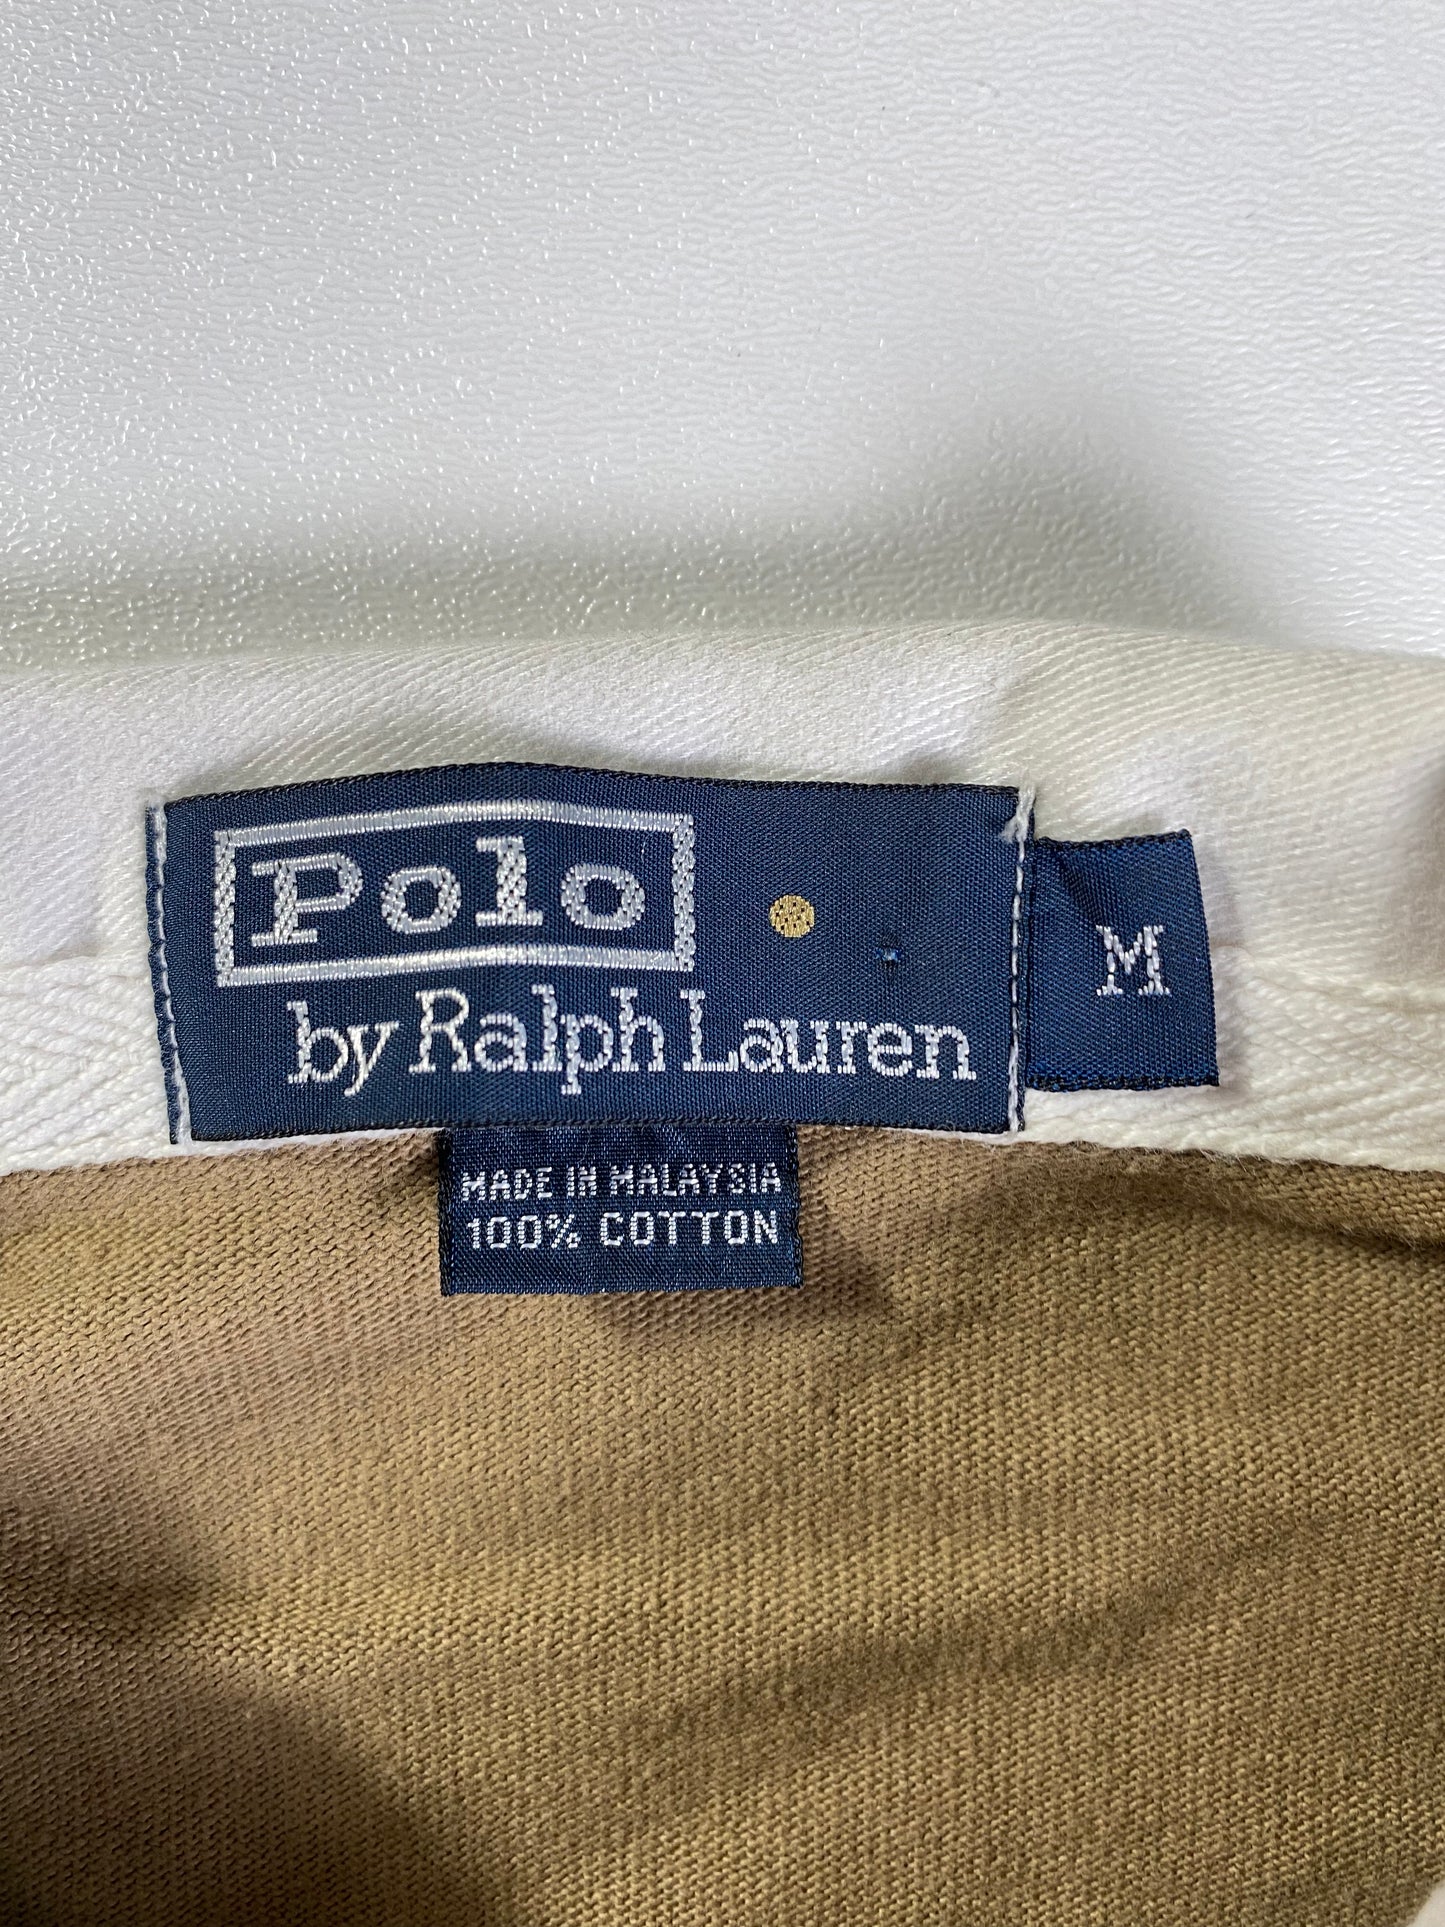 Polo
by Ralph Lauren
M
MADE IN MALAYSIA
100% COTTON